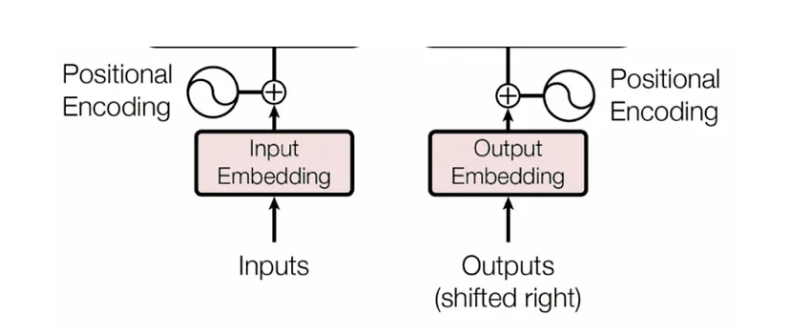 Positional
Encoding
Input
Embedding
Inputs
Positional
Encoding
Output
Embedding
Outputs
(shifted right)